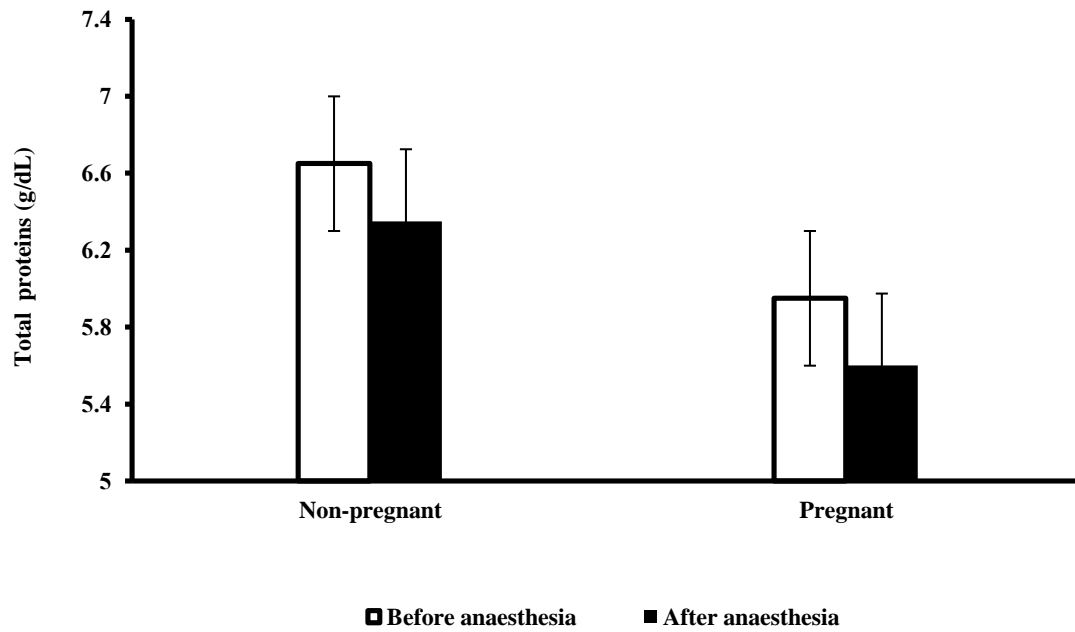 7.4
7
6.6
6.2
5.8
5.4
5
Total proteins (g/dL)
Non-pregnant Pregnant
Before anaesthesia After anaesthesia